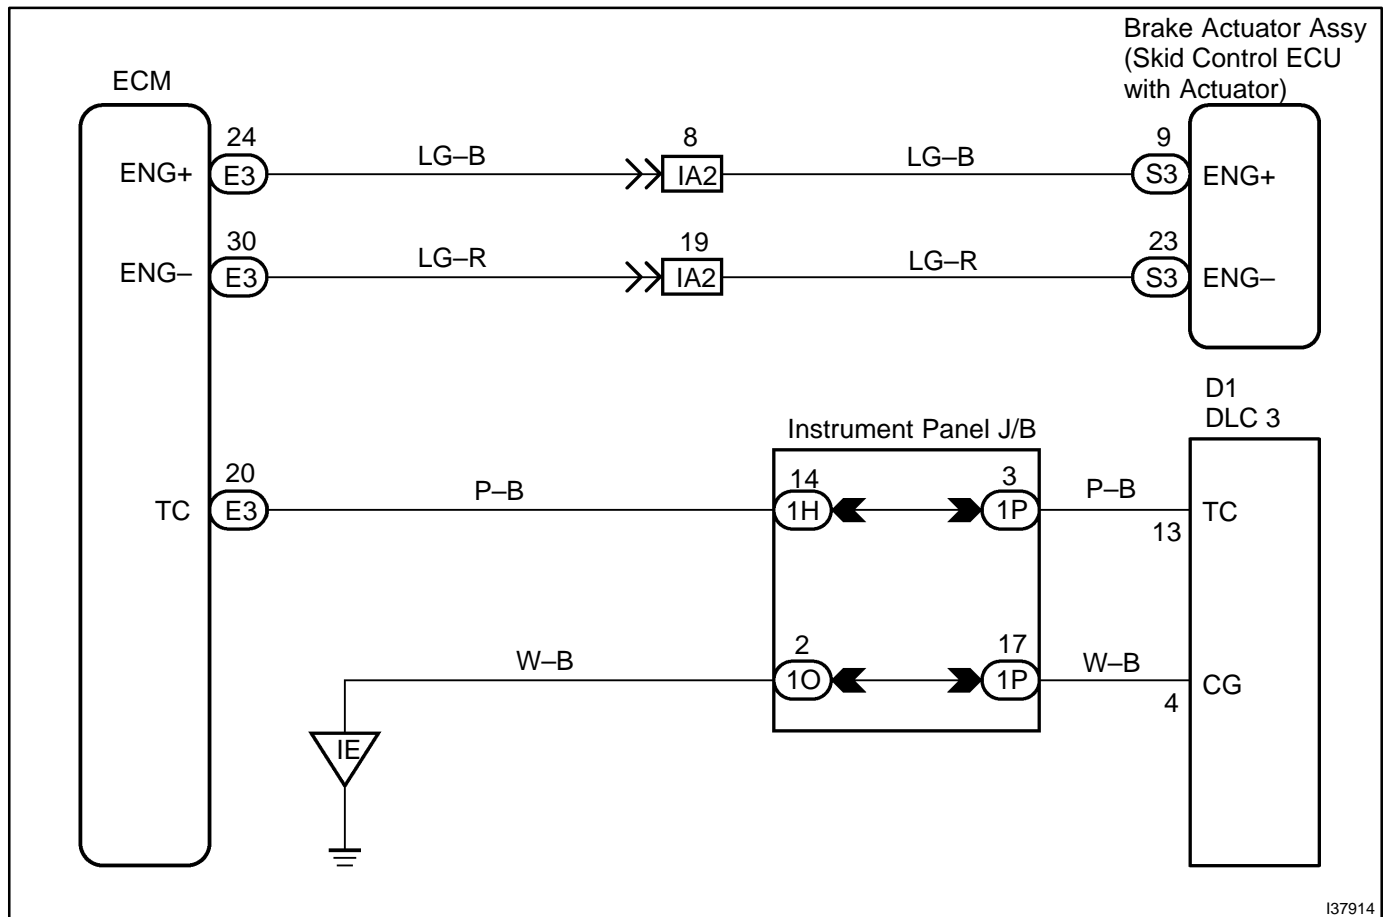 Brake Actuator Assy
(Skid Control ECU
with Actuator)
ECM
24
8
9
ENG+
E3
LG–B
IA2
LG–B
S3
ENG+
30
19
23
ENG–
E3
LG–R
IA2
LG–R
S3
ENG–
D1
DLC 3
Instrument Panel J/B
20
14
3
TC
E3
P–B
1H
1P
P–B
TC
13
2
17
W–B
1O
1P
W–B
CG
4
IE
I37914